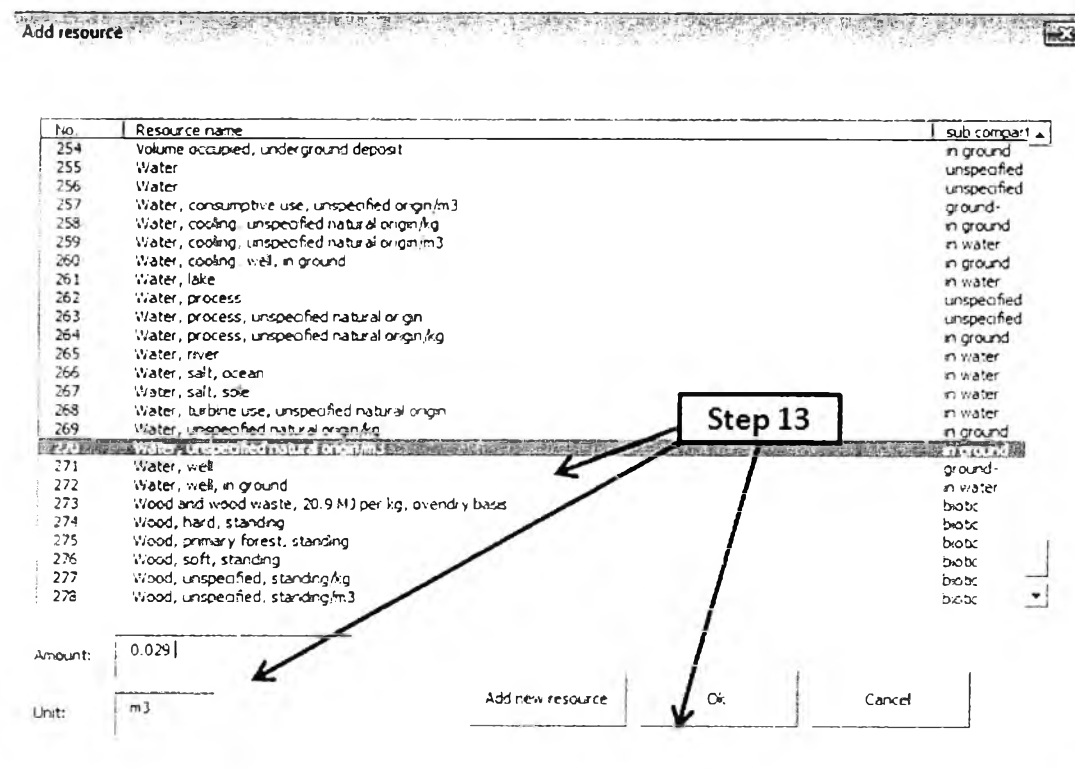 Add resource
No. Resource name sub compart
254 Volume occupied, underground deposit in ground
255 Water unspecified
256 Water unspecified
257 Water, consumptive use, unspecified origin/m3 ground-
258 Water, cooling, unspecified natural origin/kg in ground
259 Water, cooling, unspecified natural origin/m3 in water
260 Water, cooling, well, in ground in ground
261 Water, lake in water
262 Water, process unspecified
263 Water, process, unspecified natural origin unspecified
264 Water, process, unspecified natural origin/kg in ground
265 Water, river in water
266 Water, salt, ocean in water
267 Water, salt, sole in water
268 Water, turbine use, unspecified natural origin in water
Step 13
269 Water, unspecified natural origin/kg in ground
270 Water, unspecified natural origin/m3 in ground
271 Water, well ground-
272 Water, well, in ground in water
273 Wood and wood waste, 20.9 MJ per kg, ovendry basis biotic
274 Wood, hard, standing biotic
275 Wood, primary forest, standing biotic
276 Wood, soft, standing biotic
277 Wood, unspecified, standing/kg biotic
278 Wood, unspecified, standing/m3 biotic
Amount: 0.029
Unit: m3 Add new resource Ok Cancel